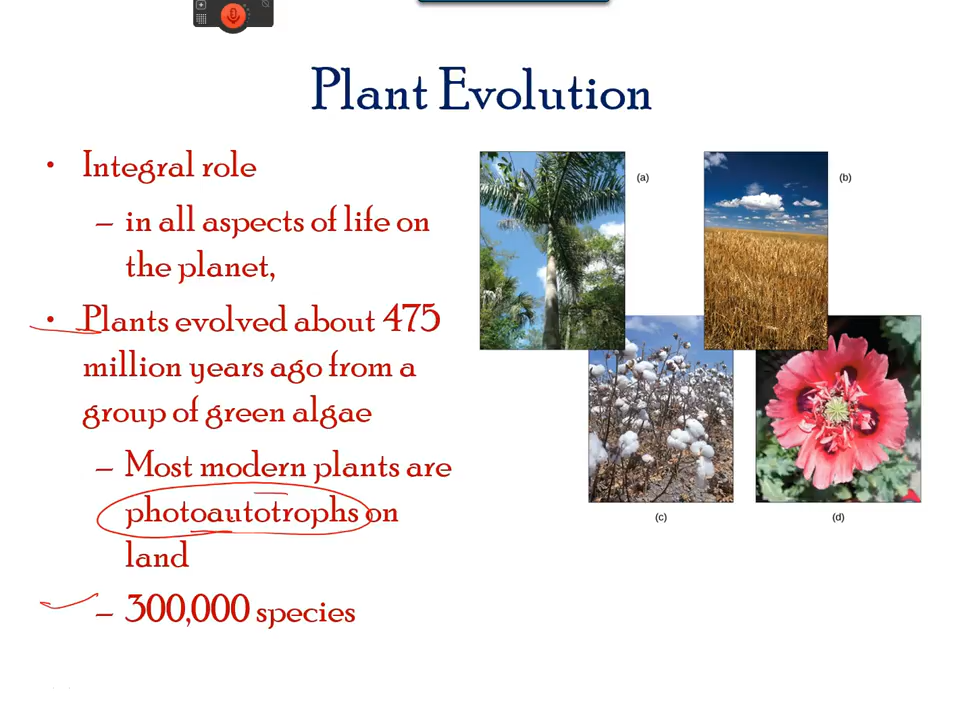 Plant Evolution
• Integral role
– in all aspects of life on
the planet,
• Plants evolved about 475
million years ago from a
group of green algae
– Most modern plants are
photoautotrophs on
land
– 300,000 species
(a)
(b)
(c)
(d)